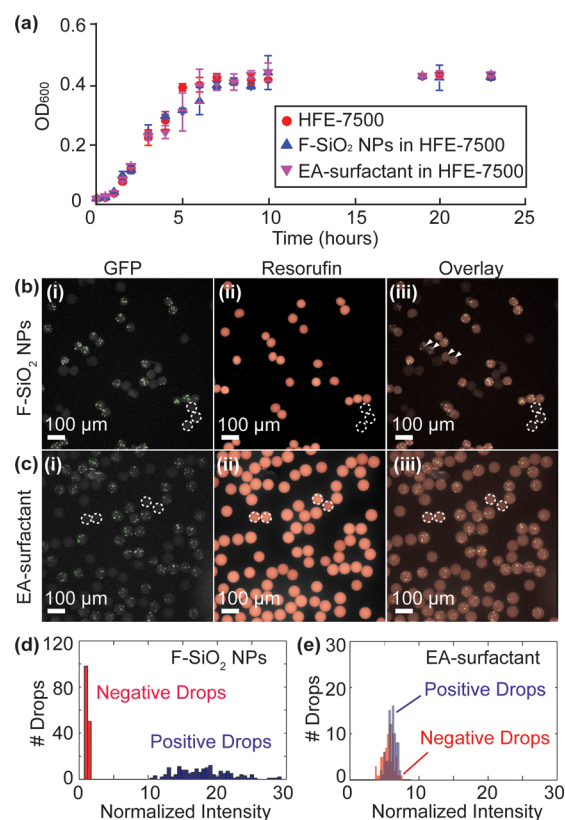 (a)
0.6
0.4
0.2
0
OD600
HFE-7500
F-SiO2 NPs in HFE-7500
EA-surfactant in HFE-7500
0 5 10 15 20 25
Time (hours)
(b) GFP Resorufin Overlay
F-SiO2 NPs
(i) (ii) (iii)
100 µm 100 µm 100 µm
(c)
EA-surfactant
(i) (ii) (iii)
100 µm 100 µm 100 µm
(d)
120
80
40
0
# Drops
F-SiO2 NPs
Negative Drops
Positive Drops
0 10 20 30
Normalized Intensity
(e)
30
20
10
0
# Drops
EA-surfactant
Positive Drops
Negative Drops
0 10 20 30
Normalized Intensity